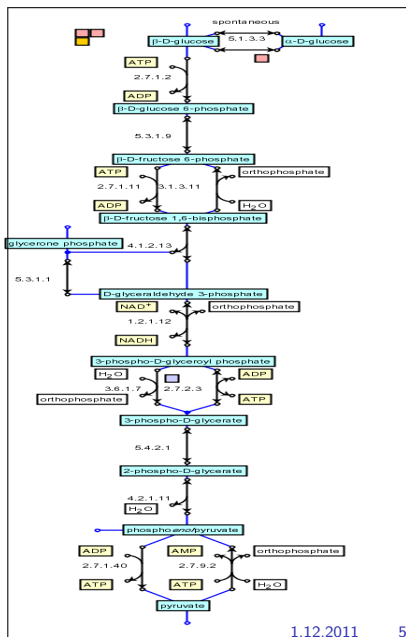 spontaneous
β-D-glucose 5.1.3.3 α-D-glucose
ATP
2.7.1.2
ADP
β-D-glucose 6-phosphate
5.3.1.9
β-D-fructose 6-phosphate
ATP orthophosphate
2.7.1.11 3.1.3.11
ADP H₂O
β-D-fructose 1,6-bisphosphate
glycerone phosphate 4.1.2.13
5.3.1.1
D-glyceraldehyde 3-phosphate
NAD⁺ orthophosphate
1.2.1.12
NADH
3-phospho-D-glyceroyl phosphate
H₂O ADP
3.6.1.7 2.7.2.3
orthophosphate ATP
3-phospho-D-glycerate
5.4.2.1
2-phospho-D-glycerate
4.2.1.11
H₂O
phosphoenolpyruvate
ADP AMP orthophosphate
2.7.1.40 2.7.9.2
ATP ATP H₂O
pyruvate
1.12.2011 5